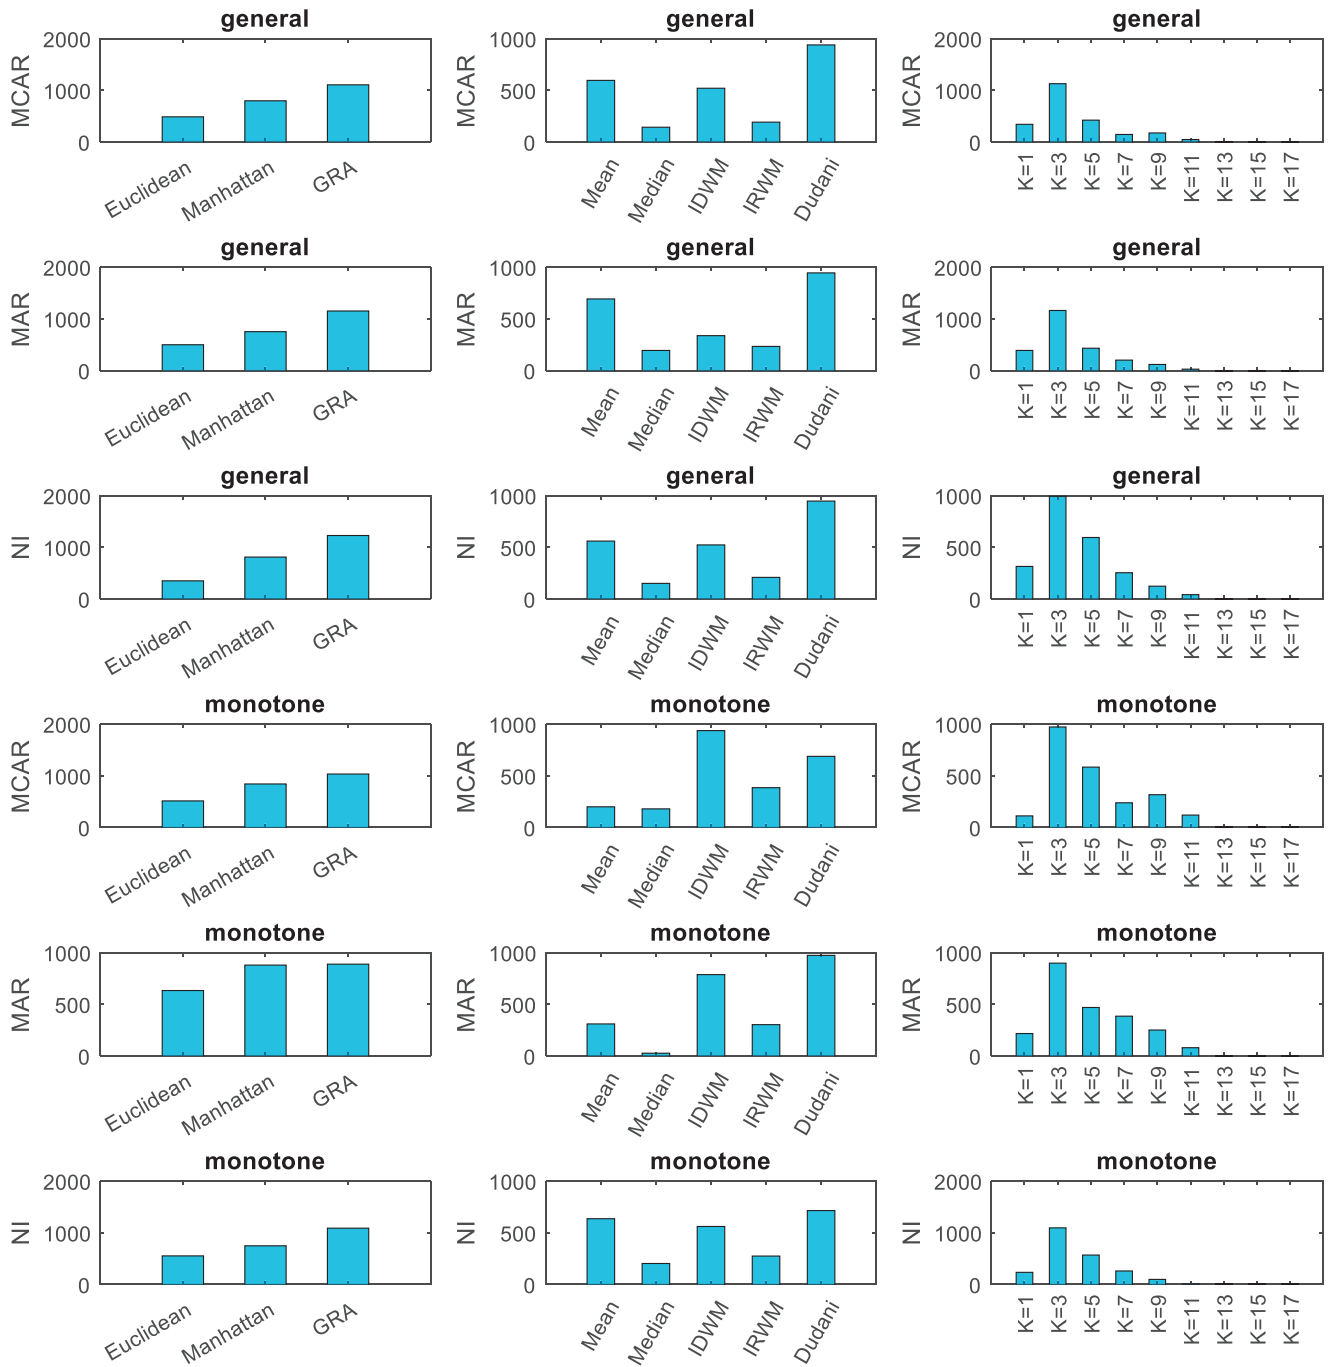 general
general
general
2000
1000
0
MCAR
Euclidean
Manhattan
GRA
1000
500
0
MCAR
Mean
Median
IDWM
IRWM
Dudani
2000
1000
0
MCAR
K=1
K=3
K=5
K=7
K=9
K=11
K=13
K=15
K=17
general
general
general
2000
1000
0
MAR
Euclidean
Manhattan
GRA
1000
500
0
MAR
Mean
Median
IDWM
IRWM
Dudani
2000
1000
0
MAR
K=1
K=3
K=5
K=7
K=9
K=11
K=13
K=15
K=17
general
general
general
2000
1000
0
NI
Euclidean
Manhattan
GRA
1000
500
0
NI
Mean
Median
IDWM
IRWM
Dudani
1000
500
0
NI
K=1
K=3
K=5
K=7
K=9
K=11
K=13
K=15
K=17
monotone
monotone
monotone
2000
1000
0
MCAR
Euclidean
Manhattan
GRA
1000
500
0
MCAR
Mean
Median
IDWM
IRWM
Dudani
1000
500
0
MCAR
K=1
K=3
K=5
K=7
K=9
K=11
K=13
K=15
K=17
monotone
monotone
monotone
1000
500
0
MAR
Euclidean
Manhattan
GRA
1000
500
0
MAR
Mean
Median
IDWM
IRWM
Dudani
1000
500
0
MAR
K=1
K=3
K=5
K=7
K=9
K=11
K=13
K=15
K=17
monotone
monotone
monotone
2000
1000
0
NI
Euclidean
Manhattan
GRA
1000
500
0
NI
Mean
Median
IDWM
IRWM
Dudani
2000
1000
0
NI
K=1
K=3
K=5
K=7
K=9
K=11
K=13
K=15
K=17